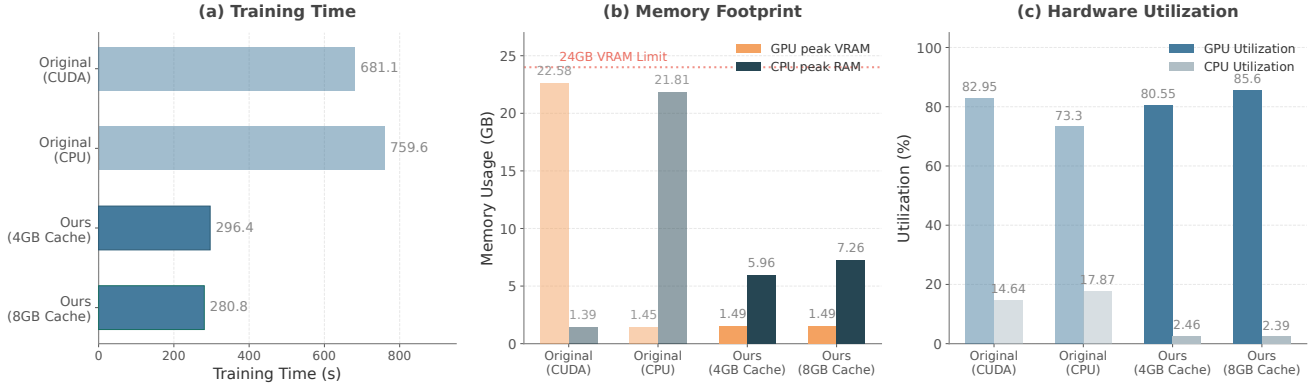 (a) Training Time
Original
(CUDA)
681.1
Original
(CPU)
759.6
Ours
(4GB Cache)
296.4
Ours
(8GB Cache)
280.8
0 200 400 600 800
Training Time (s)
(b) Memory Footprint
Memory Usage (GB)
25
20
15
10
5
0
24GB VRAM Limit
GPU peak VRAM
CPU peak RAM
22.58
1.39
1.45
21.81
1.49
5.96
1.49
7.26
Original
(CUDA)
Original
(CPU)
Ours
(4GB Cache)
Ours
(8GB Cache)
(c) Hardware Utilization
Utilization (%)
100
80
60
40
20
0
GPU Utilization
CPU Utilization
82.95
14.64
73.3
17.87
80.55
2.46
85.6
2.39
Original
(CUDA)
Original
(CPU)
Ours
(4GB Cache)
Ours
(8GB Cache)